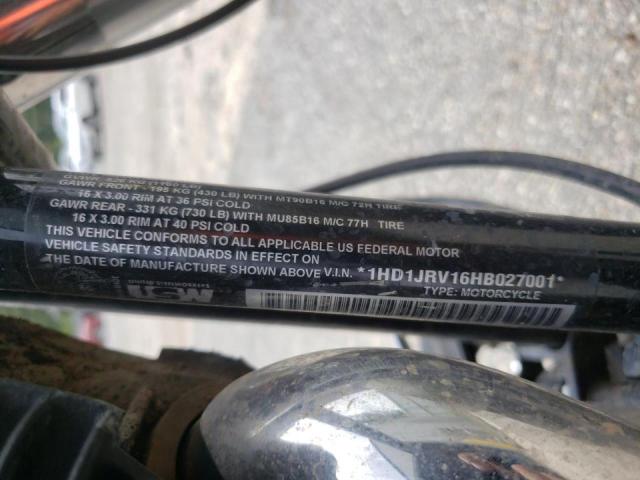 GAWR FRONT - 195 KG (430 LB) WITH MT90B16 M/C 72H TIRE
16 X 3.00 RIM AT 36 PSI COLD
GAWR REAR - 331 KG (730 LB) WITH MU85B16 M/C 77H TIRE
16 X 3.00 RIM AT 40 PSI COLD
THIS VEHICLE CONFORMS TO ALL APPLICABLE US FEDERAL MOTOR
VEHICLE SAFETY STANDARDS IN EFFECT ON
THE DATE OF MANUFACTURE SHOWN ABOVE V.I.N. *1HD1JRV16HB027001*
TYPE: MOTORCYCLE
USW